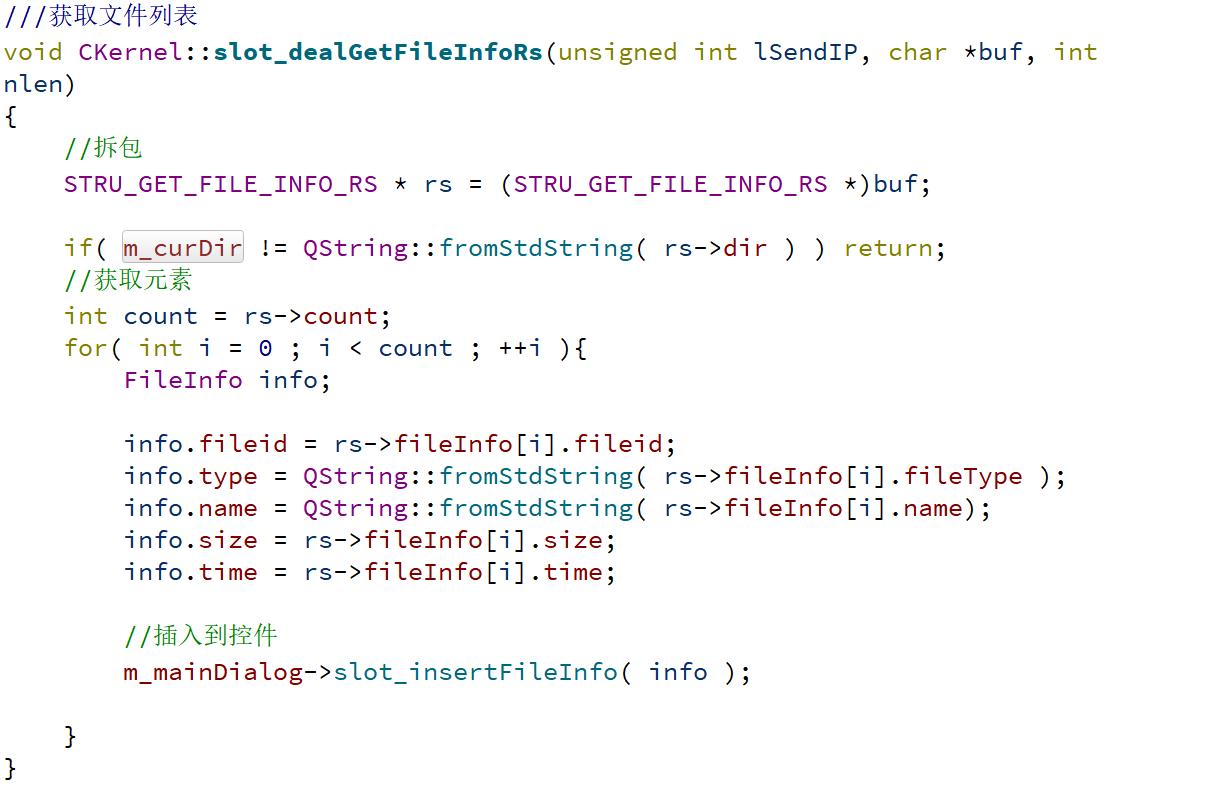 ///获取文件列表
void CKernel::slot_dealGetFileInfoRs(unsigned int lSendIP, char *buf, int
nlen)
{
    //拆包
    STRU_GET_FILE_INFO_RS * rs = (STRU_GET_FILE_INFO_RS *)buf;
    if( m_curDir != QString::fromStdString( rs->dir ) ) return;
    //获取元素
    int count = rs->count;
    for( int i = 0 ; i < count ; ++i ){
        FileInfo info;
        info.fileid = rs->fileInfo[i].fileid;
        info.type = QString::fromStdString( rs->fileInfo[i].fileType );
        info.name = QString::fromStdString( rs->fileInfo[i].name);
        info.size = rs->fileInfo[i].size;
        info.time = rs->fileInfo[i].time;
        //插入到控件
        m_mainDialog->slot_insertFileInfo( info );
    }
}